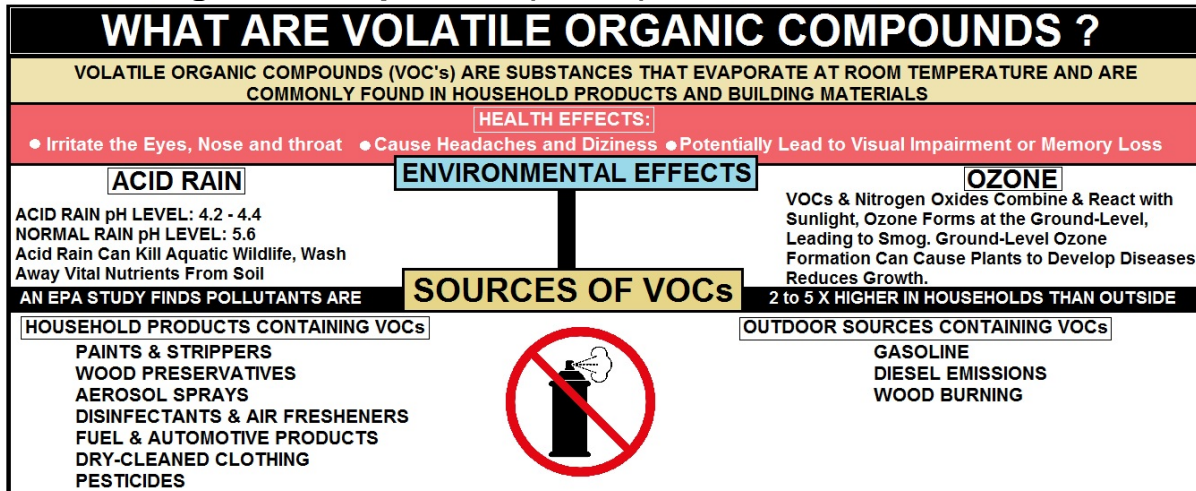 WHAT ARE VOLATILE ORGANIC COMPOUNDS ?
VOLATILE ORGANIC COMPOUNDS (VOC's) ARE SUBSTANCES THAT EVAPORATE AT ROOM TEMPERATURE AND ARE
COMMONLY FOUND IN HOUSEHOLD PRODUCTS AND BUILDING MATERIALS
HEALTH EFFECTS:
● Irritate the Eyes, Nose and throat ● Cause Headaches and Diziness ● Potentially Lead to Visual Impairment or Memory Loss
ENVIRONMENTAL EFFECTS
ACID RAIN
ACID RAIN pH LEVEL: 4.2 - 4.4
NORMAL RAIN pH LEVEL: 5.6
Acid Rain Can Kill Aquatic Wildlife, Wash
Away Vital Nutrients From Soil
OZONE
VOCs & Nitrogen Oxides Combine & React with
Sunlight, Ozone Forms at the Ground-Level,
Leading to Smog. Ground-Level Ozone
Formation Can Cause Plants to Develop Diseases
Reduces Growth.
SOURCES OF VOCs
AN EPA STUDY FINDS POLLUTANTS ARE 2 to 5 X HIGHER IN HOUSEHOLDS THAN OUTSIDE
HOUSEHOLD PRODUCTS CONTAINING VOCs
PAINTS & STRIPPERS
WOOD PRESERVATIVES
AEROSOL SPRAYS
DISINFECTANTS & AIR FRESHENERS
FUEL & AUTOMOTIVE PRODUCTS
DRY-CLEANED CLOTHING
PESTICIDES
OUTDOOR SOURCES CONTAINING VOCs
GASOLINE
DIESEL EMISSIONS
WOOD BURNING